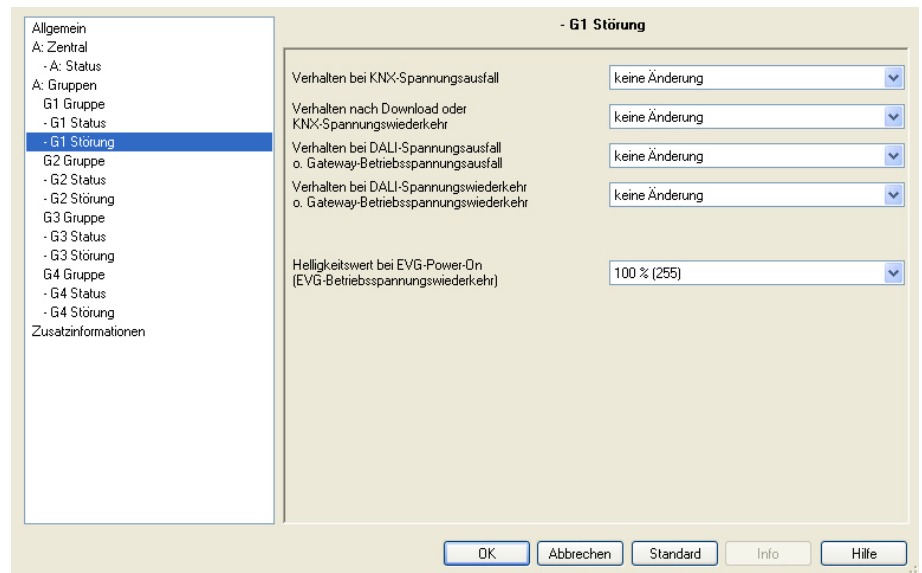 Allgemein
A: Zentral
- A: Status
A: Gruppen
G1 Gruppe
- G1 Status
- G1 Störung
G2 Gruppe
- G2 Status
- G2 Störung
G3 Gruppe
- G3 Status
- G3 Störung
G4 Gruppe
- G4 Status
- G4 Störung
Zusatzinformationen
- G1 Störung
Verhalten bei KNX-Spannungsausfall
keine Änderung
Verhalten nach Download oder
KNX-Spannungswiederkehr
keine Änderung
Verhalten bei DALI-Spannungsausfall
o. Gateway-Betriebsspannungsausfall
keine Änderung
Verhalten bei DALI-Spannungswiederkehr
o. Gateway-Betriebsspannungswiederkehr
keine Änderung
Helligkeitswert bei EVG-Power-On
(EVG-Betriebsspannungswiederkehr)
100 % (255)
OK Abbrechen Standard Info Hilfe